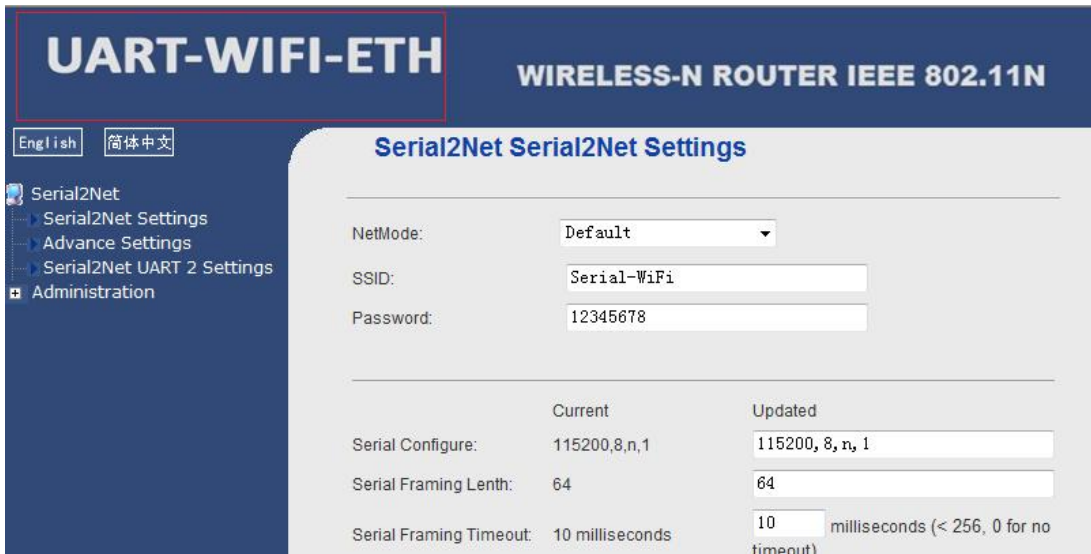 UART-WIFI-ETH
WIRELESS-N ROUTER IEEE 802.11N
English 简体中文
Serial2Net
Serial2Net Settings
Advance Settings
Serial2Net UART 2 Settings
Administration
Serial2Net Serial2Net Settings
NetMode: Default
SSID: Serial-WiFi
Password: 12345678
Current Updated
Serial Configure: 115200,8,n,1 115200,8,n,1
Serial Framing Lenth: 64 64
Serial Framing Timeout: 10 milliseconds 10 milliseconds (< 256, 0 for no
timeout)